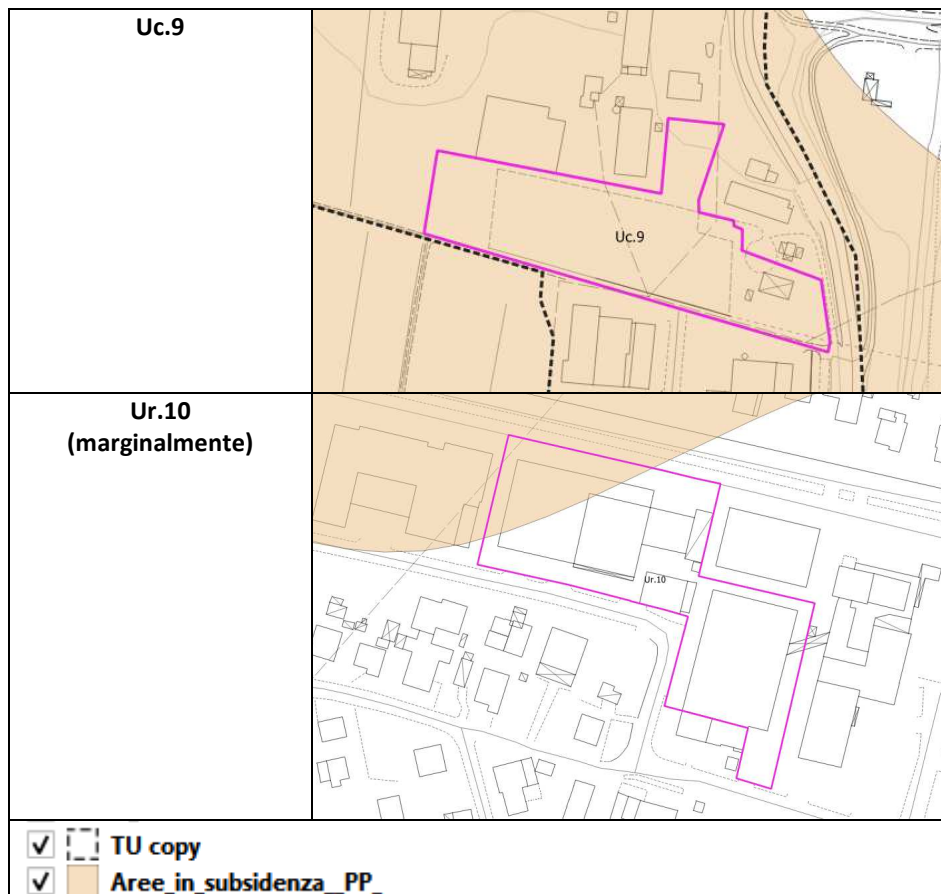 Uc.9
Uc.9
Ur.10
(marginalmente)
Ur.10
TU copy
Aree_in_subsidenza__PP_